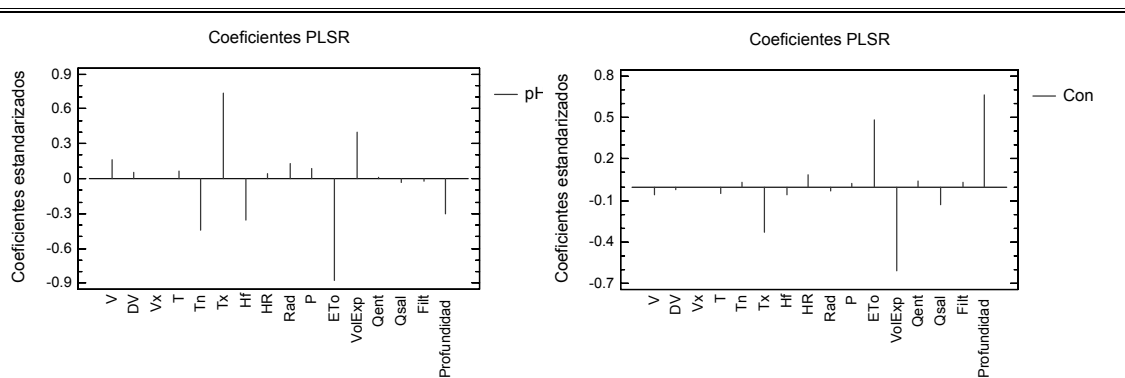 Coeficientes PLSR
Coeficientes estandarizados
0.9
0.6
0.3
0
-0.3
-0.6
-0.9
V
DV
Vx
T
Tn
Tx
Hf
HR
Rad
P
ETo
VolExp
Qent
Qsal
Filt
Profundidad
pH
Coeficientes PLSR
Coeficientes estandarizados
0.8
0.5
0.2
-0.1
-0.4
-0.7
V
DV
Vx
T
Tn
Tx
Hf
HR
Rad
P
ETo
VolExp
Qent
Qsal
Filt
Profundidad
Con